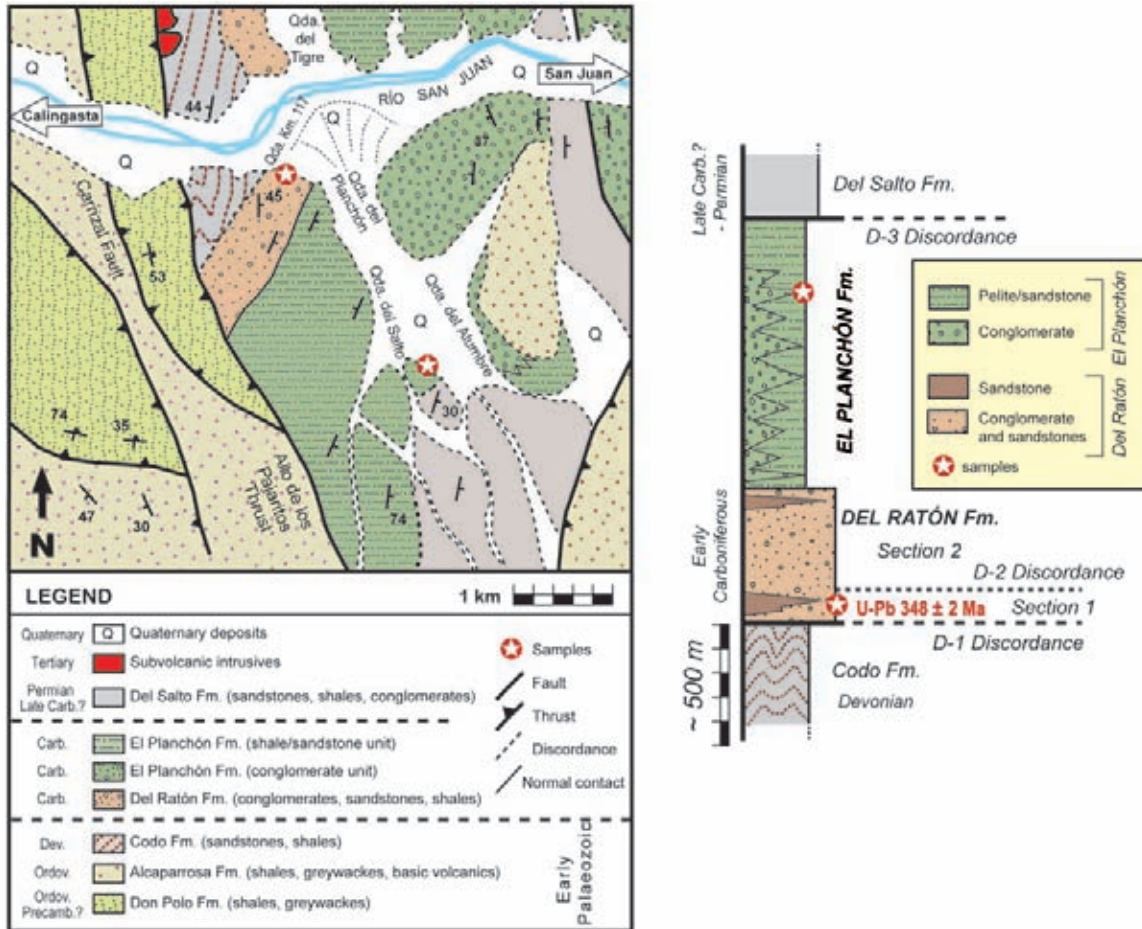 Qda.
del
Tigre
Q
Q
San Juan
RÍO SAN JUAN
44
Calingasta
Q
Qda. Km. 117
Q
67
Qda. del
Planchón
45
Carrizal Fault
53
Qda. del Salto
Qda. del Alumbre
Q
Q
74
35
30
47
30
74
Alto de los
Pajaritos
Thrust
N
LEGEND
1 km
Quaternary Q Quaternary deposits
Tertiary Subvolcanic intrusives
Permian
Late Carb.? Del Salto Fm. (sandstones, shales, conglomerates)
Carb. El Planchón Fm. (shale/sandstone unit)
Carb. El Planchón Fm. (conglomerate unit)
Carb. Del Ratón Fm. (conglomerates, sandstones, shales)
Dev. Codo Fm. (sandstones, shales)
Ordov. Alcaparrosa Fm. (shales, greywackes, basic volcanics)
Ordov.
Precamb.? Don Polo Fm. (shales, greywackes)
Samples
Fault
Thrust
Discordance
Normal contact
Early
Palaeozoic
Late Carb.?
- Permian
Del Salto Fm.
D-3 Discordance
EL PLANCHÓN Fm.
Pelite/sandstone
Conglomerate
El Planchón
Sandstone
Conglomerate
and sandstones
Del Ratón
samples
Early
Carboniferous
DEL RATÓN Fm.
Section 2
D-2 Discordance
U-Pb 348 ± 2 Ma
Section 1
D-1 Discordance
~ 500 m
Codo Fm.
Devonian